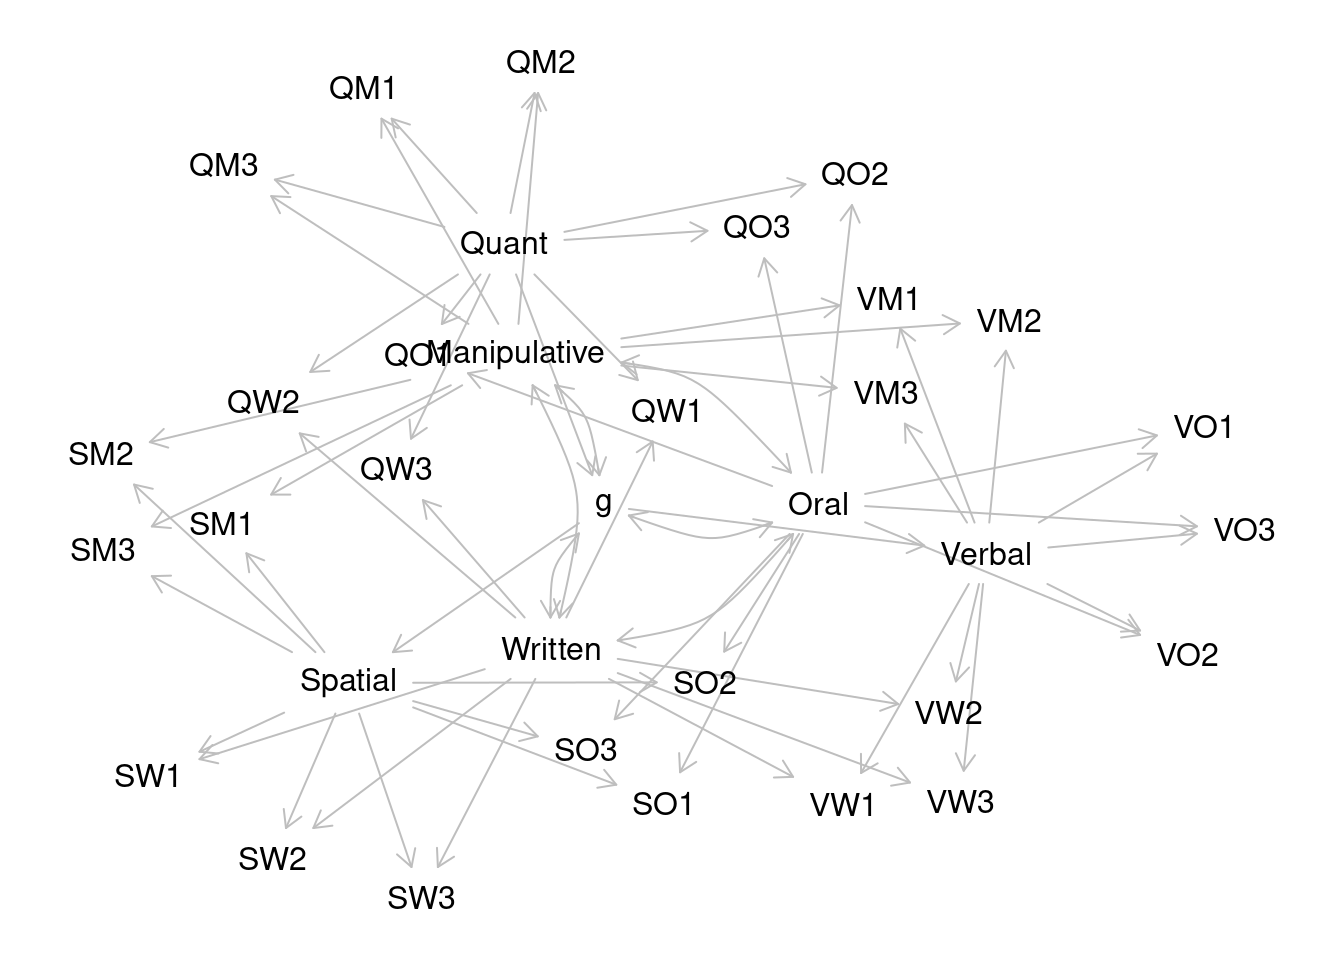 QM2
QM1
QM3
QO2
QO3
Quant
VM1
VM2
QO1
Manipulative
VM3
QW2
QW1
VO1
SM2
QW3
g
Oral
SM1
VO3
SM3
Verbal
Written
VO2
Spatial
SO2
VW2
SO3
SW1
SO1
VW1
VW3
SW2
SW3